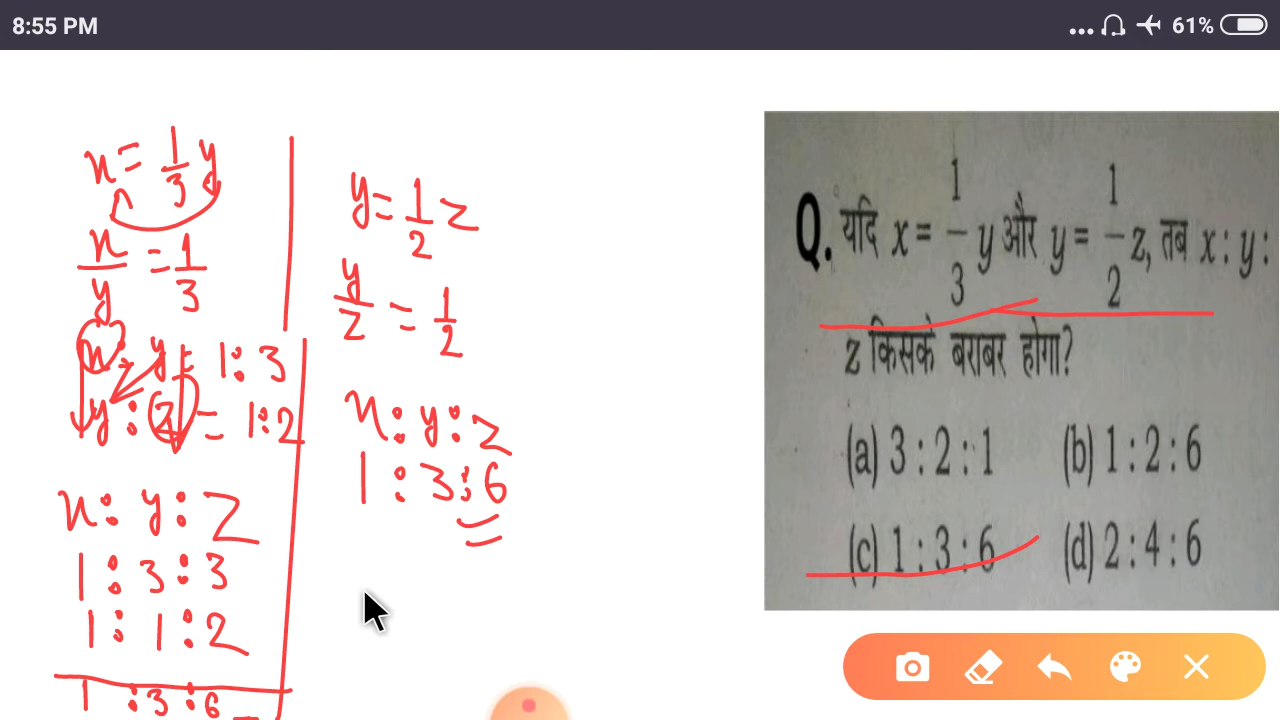 8:55 PM
61%
x = 1/3 y
x/y = 1/3
x : y = 1:3
y : z = 1:2
x : y : z
1 : 3 : 3
1 : 1 : 2
1 : 3 : 6
y = 1/2 z
y/z = 1/2
x : y : z
1 : 3 : 6
Q. यदि x = 1/3 y और y = 1/2 z, तब x : y :
z किसके बराबर होगा?
(a) 3 : 2 : 1 (b) 1 : 2 : 6
(c) 1 : 3 : 6 (d) 2 : 4 : 6